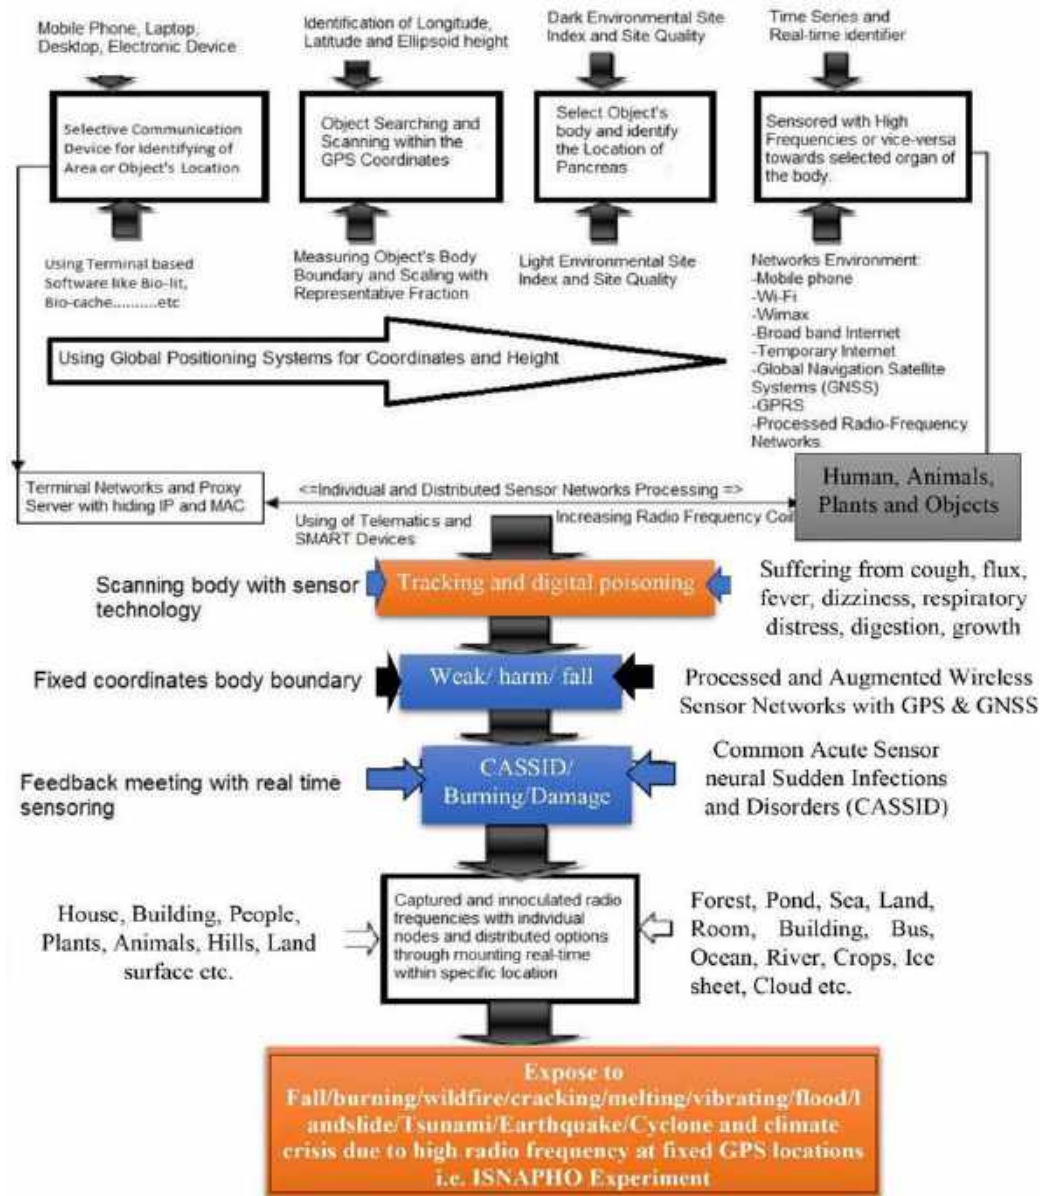 Mobile Phone, Laptop,
Desktop, Electronic Device
Identification of Longitude,
Latitude and Ellipsoid height
Dark Environmental Site
Index and Site Quality
Time Series and
Real-time identifier
Selective Communication
Device for Identifying of
Area or Object's Location
Object Searching and
Scanning within the
GPS Coordinates
Select Object's
body and identify
the Location of
Pancreas
Sensored with High
Frequencies or vice-versa
towards selected organ of
the body.
Using Terminal based
Software like Bio-lit,
Bio-cache..........etc
Measuring Object's Body
Boundary and Scaling with
Representative Fraction
Light Environmental Site
Index and Site Quality
Networks Environment:
-Mobile phone
-Wi-Fi
-Wimax
-Broad band Internet
-Temporary Internet
-Global Navigation Satellite
Systems (GNSS)
-GPRS
-Processed Radio-Frequency
Networks
Using Global Positioning Systems for Coordinates and Height
Terminal Networks and Proxy
Server with hiding IP and MAC
<=Individual and Distributed Sensor Networks Processing =>
Using of Telematics and
SMART Devices
Increasing Radio Frequency Coil
Human, Animals,
Plants and Objects
Scanning body with sensor
technology
Tracking and digital poisoning
Suffering from cough, flux,
fever, dizziness, respiratory
distress, digestion, growth
Fixed coordinates body boundary
Weak/ harm/ fall
Processed and Augmented Wireless
Sensor Networks with GPS & GNSS
Feedback meeting with real time
sensoring
CASSID/
Burning/Damage
Common Acute Sensor
neural Sudden Infections
and Disorders (CASSID)
House, Building, People,
Plants, Animals, Hills, Land
surface etc.
Captured and innoculated radio
frequencies with individual
nodes and distributed options
through mounting real-time
within specific location
Forest, Pond, Sea, Land,
Room, Building, Bus,
Ocean, River, Crops, Ice
sheet, Cloud etc.
Expose to
Fall/burning/wildfire/cracking/melting/vibrating/flood/l
andslide/Tsunami/Earthquake/Cyclone and climate
crisis due to high radio frequency at fixed GPS locations
i.e. ISNAPHO Experiment